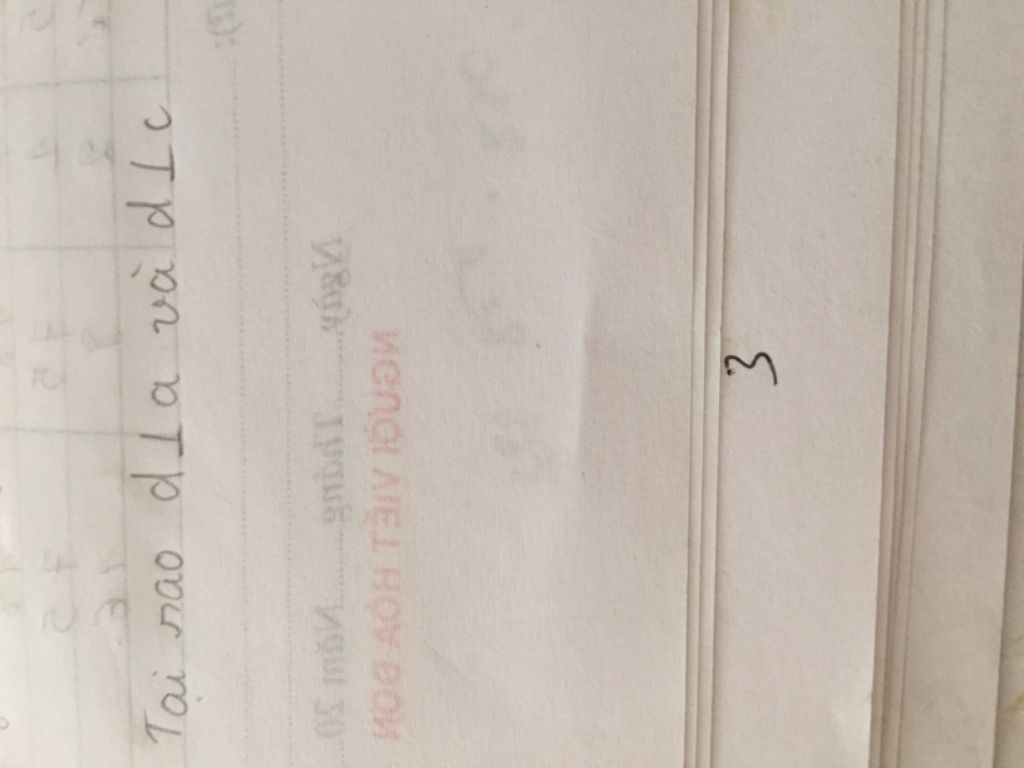 Tại sao d ⊥ a và d ⊥ c
Ngày Tháng Năm 20
NGƯỜI VIẾT HÓA ĐƠN
3